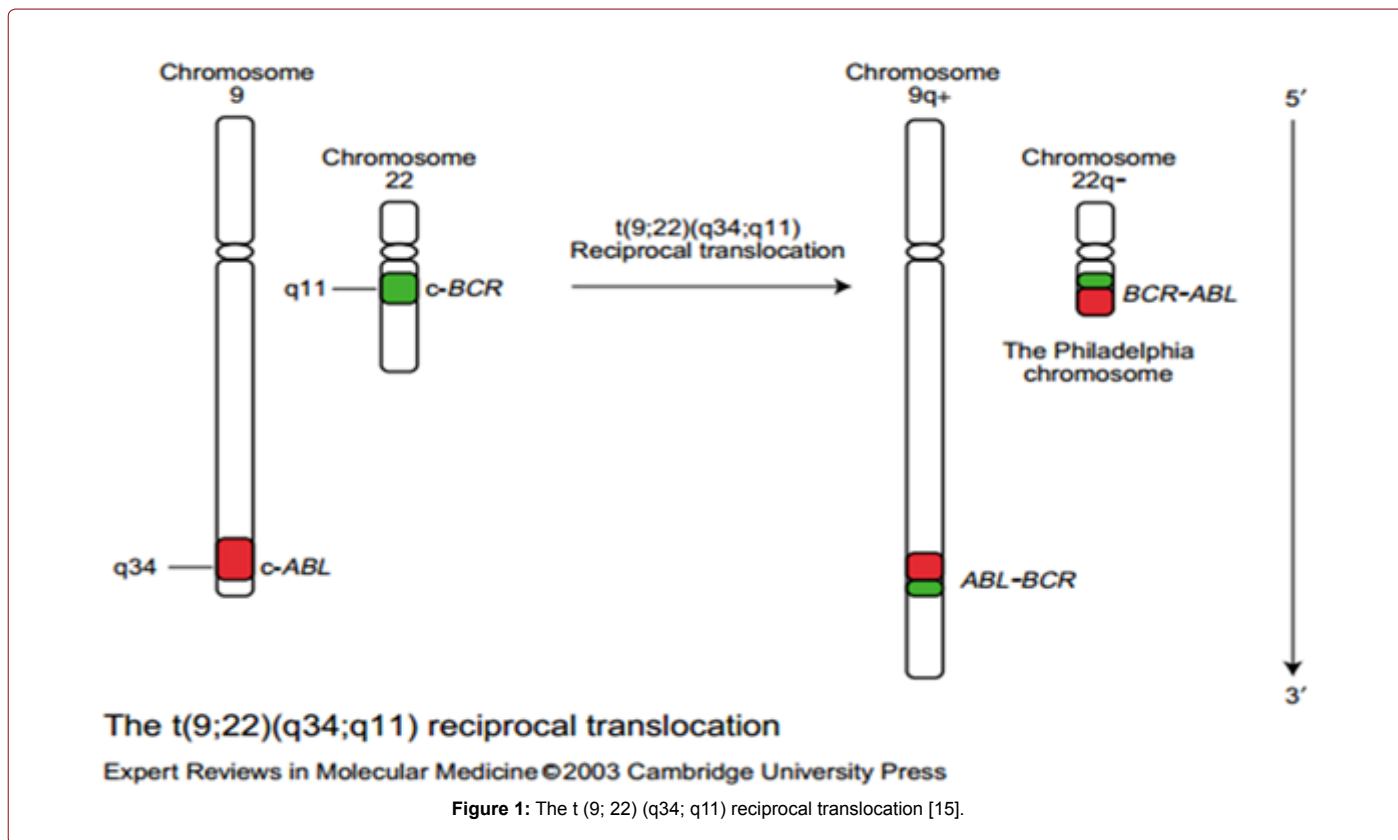 Chromosome
9
Chromosome
22
q11
c-BCR
q34
c-ABL
t(9;22)(q34;q11)
Reciprocal translocation
Chromosome
9q+
Chromosome
22q-
BCR-ABL
The Philadelphia
chromosome
ABL-BCR
5′
3′
The t(9;22)(q34;q11) reciprocal translocation
Expert Reviews in Molecular Medicine ©2003 Cambridge University Press
Figure 1: The t (9; 22) (q34; q11) reciprocal translocation [15].